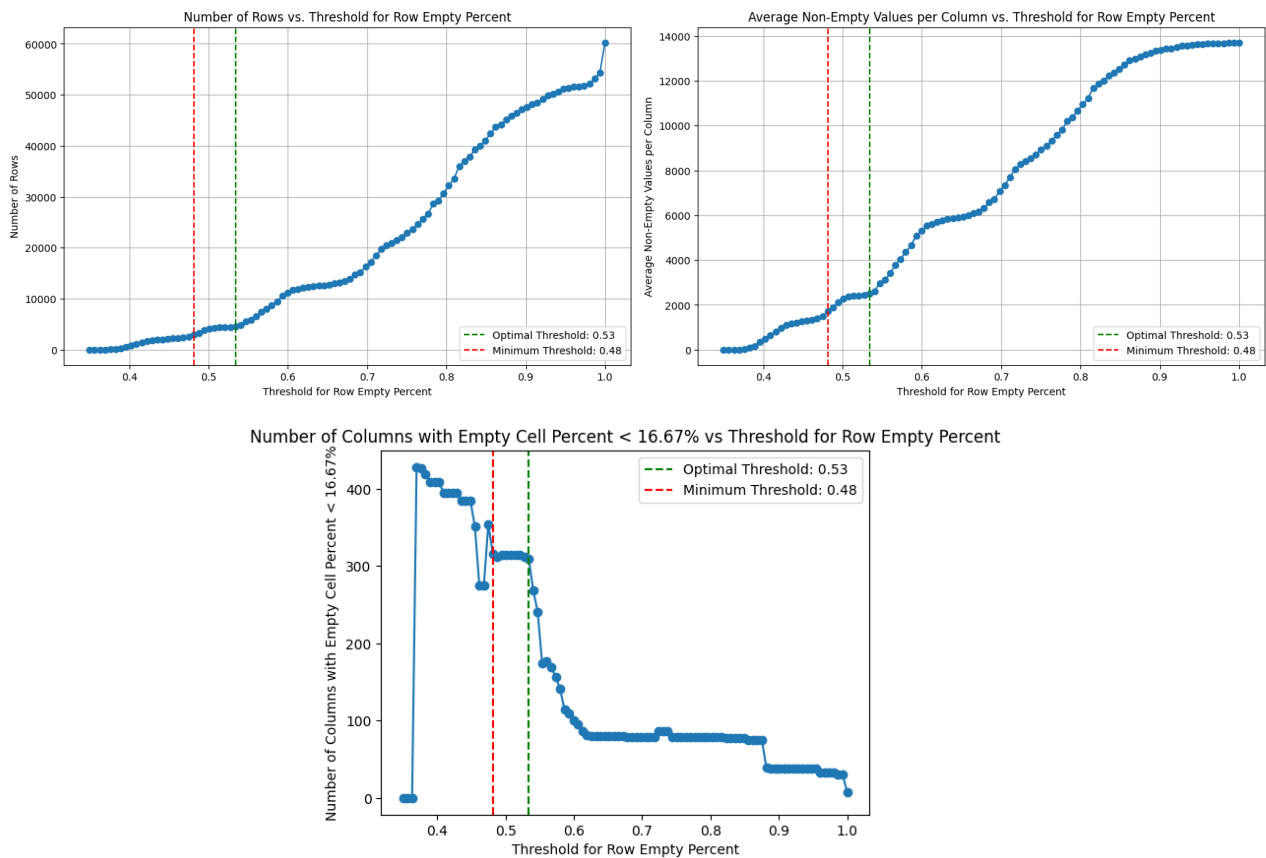 Number of Rows vs. Threshold for Row Empty Percent
Number of Rows
60000
50000
40000
30000
20000
10000
0
0.4
0.5
0.6
0.7
0.8
0.9
1.0
Threshold for Row Empty Percent
Optimal Threshold: 0.53
Minimum Threshold: 0.48
Average Non-Empty Values per Column vs. Threshold for Row Empty Percent
Average Non-Empty Values per Column
14000
12000
10000
8000
6000
4000
2000
0
0.4
0.5
0.6
0.7
0.8
0.9
1.0
Threshold for Row Empty Percent
Optimal Threshold: 0.53
Minimum Threshold: 0.48
Number of Columns with Empty Cell Percent < 16.67% vs Threshold for Row Empty Percent
Number of Columns with Empty Cell Percent < 16.67%
400
300
200
100
0
0.4
0.5
0.6
0.7
0.8
0.9
1.0
Threshold for Row Empty Percent
Optimal Threshold: 0.53
Minimum Threshold: 0.48